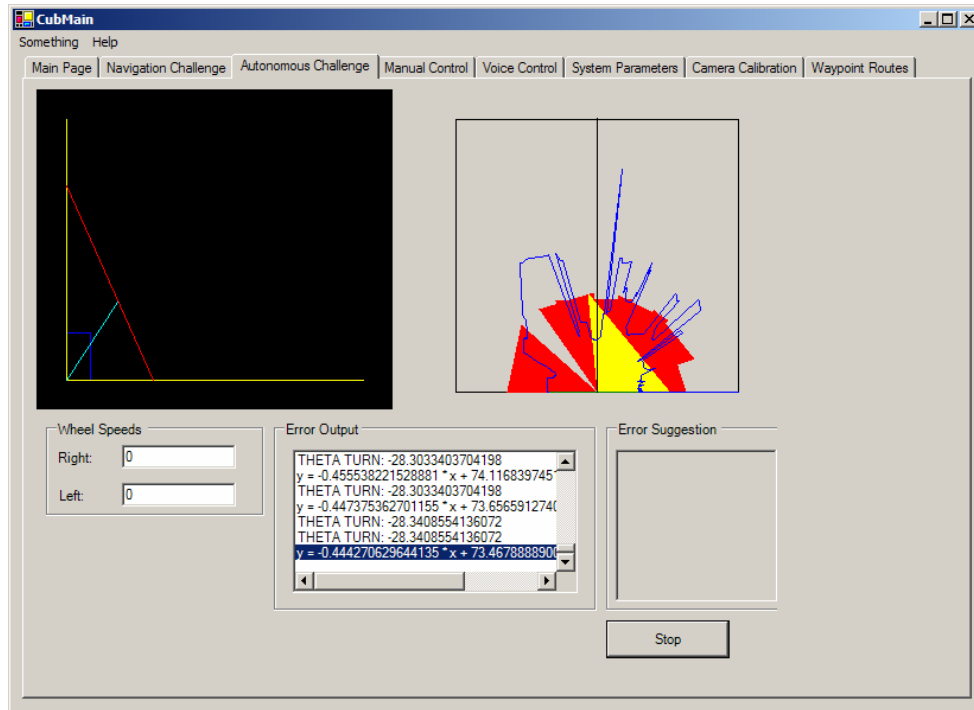 CubMain
Something Help
Main Page Navigation Challenge Autonomous Challenge Manual Control Voice Control System Parameters Camera Calibration Waypoint Routes
Wheel Speeds
Right: 0
Left: 0
Error Output
THETA TURN: -28.3033403704198
y = -0.455538221528881 * x + 74.116839745
THETA TURN: -28.3033403704198
y = -0.447375362701155 * x + 73.656591274
THETA TURN: -28.3408554136072
THETA TURN: -28.3408554136072
y = -0.444270629644135 * x + 73.467888890
Error Suggestion
Stop